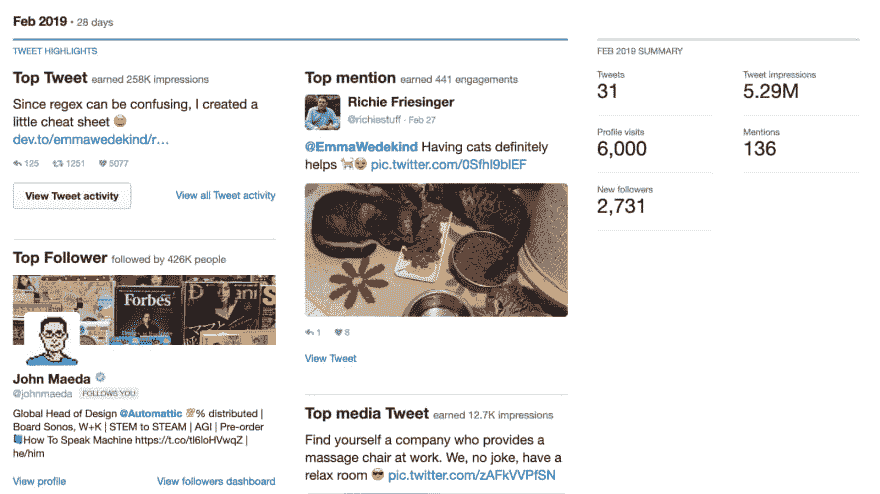 Feb 2019 • 28 days
TWEET HIGHLIGHTS
Top Tweet earned 258K impressions
Since regex can be confusing, I created a
little cheat sheet
dev.to/emmawedekind/r…
125 1251 5077
View Tweet activity
View all Tweet activity
Top Follower followed by 426K people
Forbes
John Maeda
@johnmaeda FOLLOWS YOU
Global Head of Design @Automattic 💯% distributed |
Board Sonos, W+K | STEM to STEAM | AGI | Pre-order
📘How To Speak Machine https://t.co/tl6loHVwqZ |
he/him
View profile
View followers dashboard
Top mention earned 441 engagements
Richie Friesinger
@richiestuff · Feb 27
@EmmaWedekind Having cats definitely
helps pic.twitter.com/0Sfhl9blEF
1 8
View Tweet
Top media Tweet earned 12.7K impressions
Find yourself a company who provides a
massage chair at work. We, no joke, have a
relax room 😎 pic.twitter.com/zAFkVVPfSN
FEB 2019 SUMMARY
Tweets
31
Tweet impressions
5.29M
Profile visits
6,000
Mentions
136
New followers
2,731